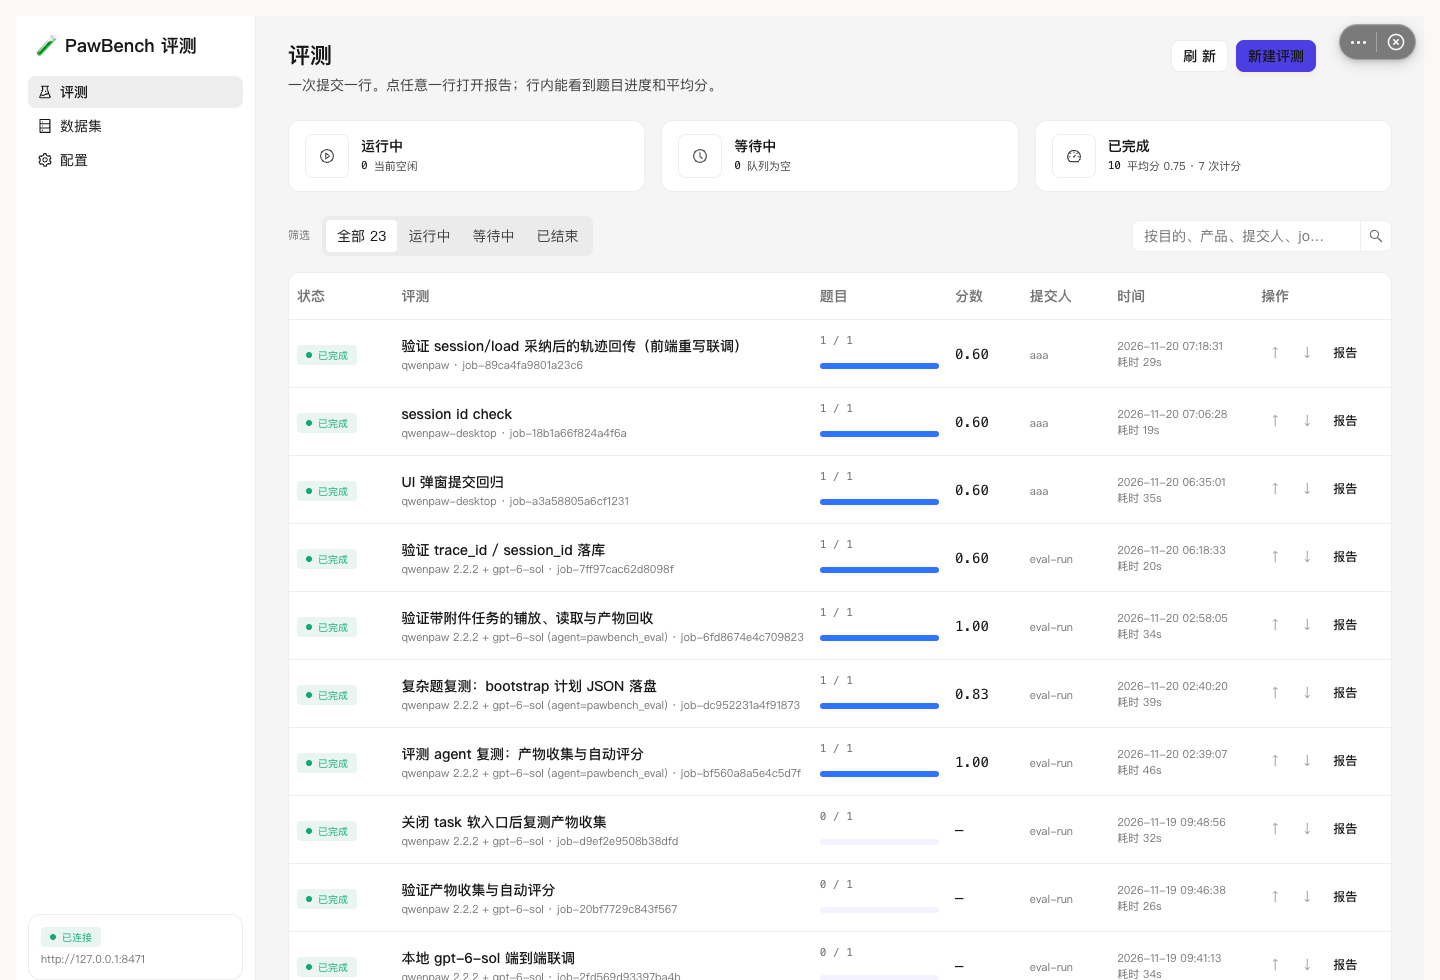 PawBench 评测
评测
数据集
配置
已连接
http://127.0.0.1:8471
评测
一次提交一行。点任意一行打开报告；行内能看到题目进度和平均分。
刷 新
新建评测
运行中
0 当前空闲
等待中
0 队列为空
已完成
10 平均分 0.75 · 7 次计分
筛选
全部 23
运行中
等待中
已结束
按目的、产品、提交人、jo...
状态 评测 题目 分数 提交人 时间 操作
已完成
验证 session/load 采纳后的轨迹回传（前端重写联调）
qwenpaw · job-89ca4fa9801a23c6
1 / 1
0.60
aaa
2026-11-20 07:18:31
耗时 29s
↑ ↓ 报告
已完成
session id check
qwenpaw-desktop · job-18b1a66f824a4f6a
1 / 1
0.60
aaa
2026-11-20 07:06:28
耗时 19s
↑ ↓ 报告
已完成
UI 弹窗提交回归
qwenpaw-desktop · job-a3a58805a6cf1231
1 / 1
0.60
aaa
2026-11-20 06:35:01
耗时 35s
↑ ↓ 报告
已完成
验证 trace_id / session_id 落库
qwenpaw 2.2.2 + gpt-6-sol · job-7ff97cac62d8098f
1 / 1
0.60
eval-run
2026-11-20 06:18:33
耗时 20s
↑ ↓ 报告
已完成
验证带附件任务的铺放、读取与产物回收
qwenpaw 2.2.2 + gpt-6-sol (agent=pawbench_eval) · job-6fd8674e4c709823
1 / 1
1.00
eval-run
2026-11-20 02:58:05
耗时 34s
↑ ↓ 报告
已完成
复杂题复测：bootstrap 计划 JSON 落盘
qwenpaw 2.2.2 + gpt-6-sol (agent=pawbench_eval) · job-dc952231a4f91873
1 / 1
0.83
eval-run
2026-11-20 02:40:20
耗时 39s
↑ ↓ 报告
已完成
评测 agent 复测：产物收集与自动评分
qwenpaw 2.2.2 + gpt-6-sol (agent=pawbench_eval) · job-bf560a8a5e4c5d7f
1 / 1
1.00
eval-run
2026-11-20 02:39:07
耗时 46s
↑ ↓ 报告
已完成
关闭 task 软入口后复测产物收集
qwenpaw 2.2.2 + gpt-6-sol · job-d9ef2e9508b38dfd
0 / 1
—
eval-run
2026-11-19 09:48:56
耗时 32s
↑ ↓ 报告
已完成
验证产物收集与自动评分
qwenpaw 2.2.2 + gpt-6-sol · job-20bf7729c843f567
0 / 1
—
eval-run
2026-11-19 09:46:38
耗时 26s
↑ ↓ 报告
已完成
本地 gpt-6-sol 端到端联调
qwenpaw 2.2.2 + gpt-6-sol · job-2fd569d93397ba4b
0 / 1
—
eval-run
2026-11-19 09:41:13
耗时 34s
↑ ↓ 报告